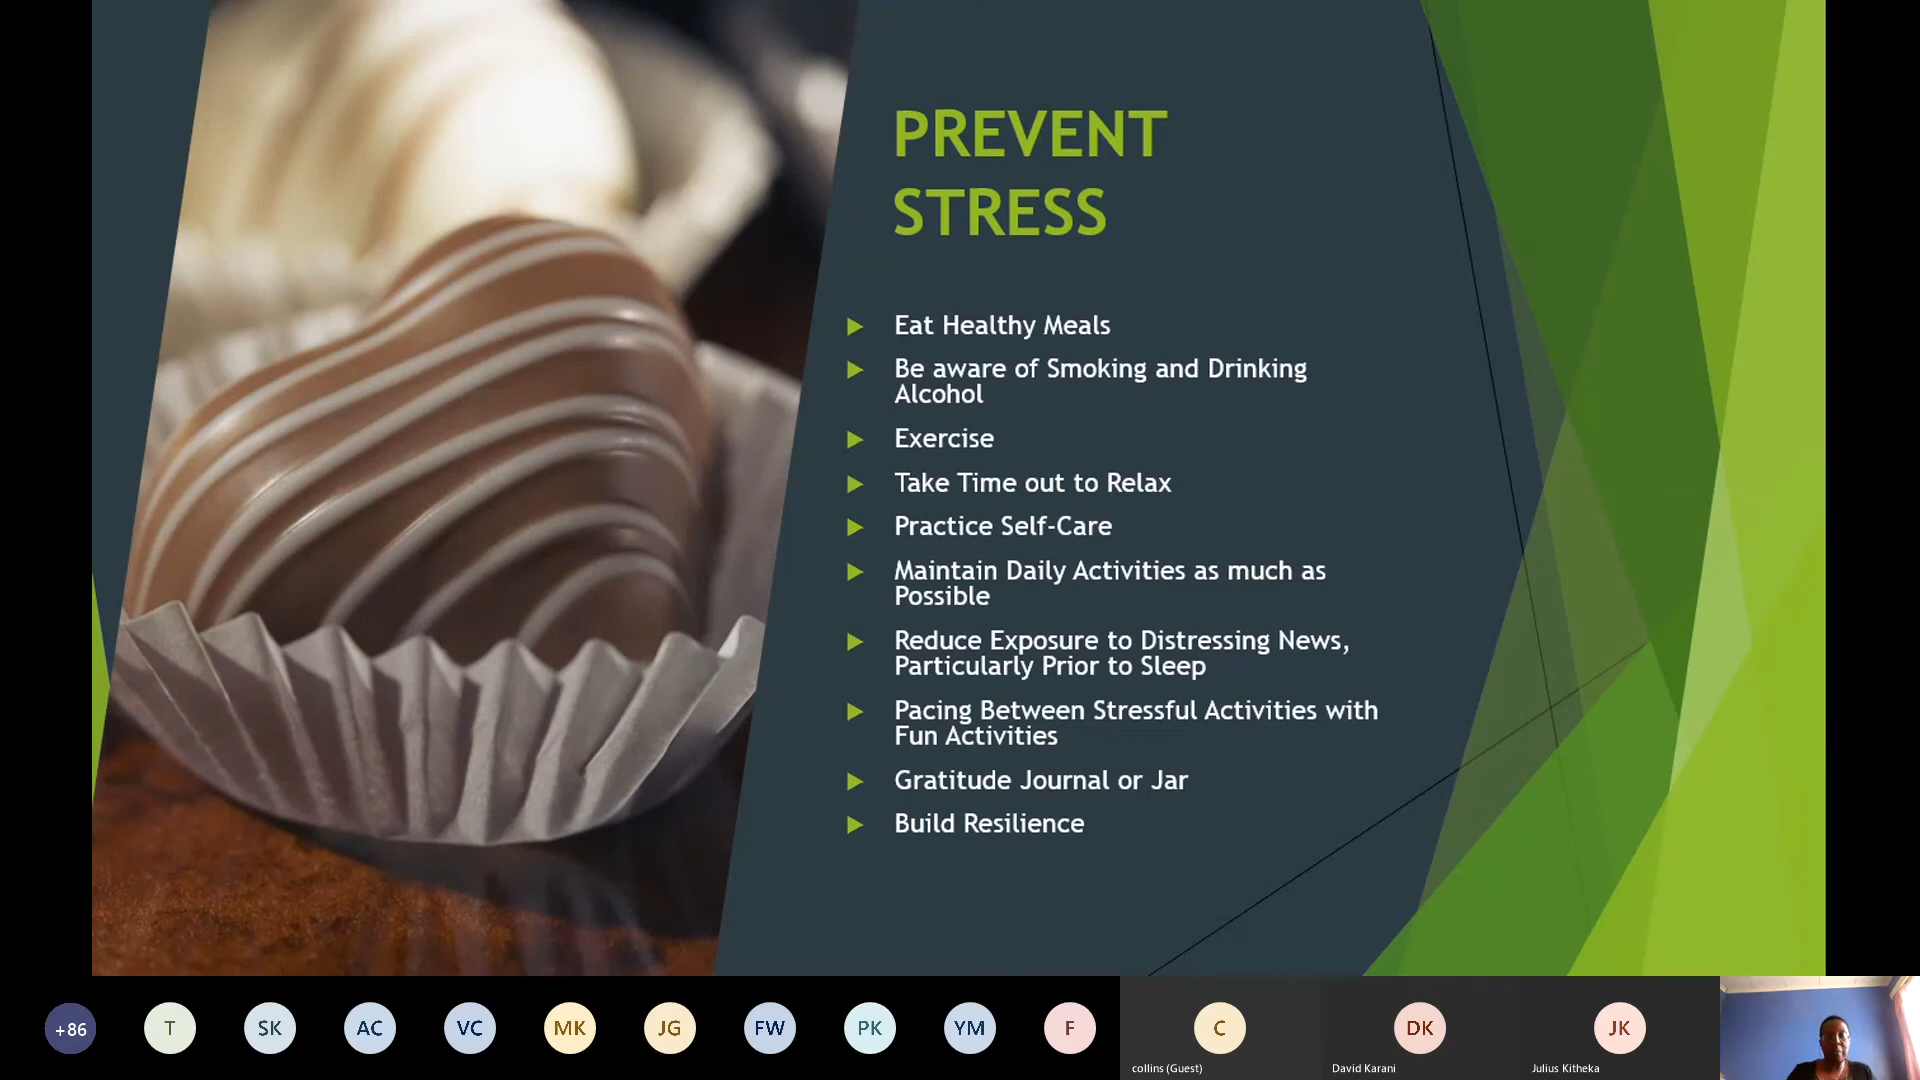 PREVENT
STRESS
Eat Healthy Meals
Be aware of Smoking and Drinking
Alcohol
Exercise
Take Time out to Relax
Practice Self-Care
Maintain Daily Activities as much as
Possible
Reduce Exposure to Distressing News,
Particularly Prior to Sleep
Pacing Between Stressful Activities with
Fun Activities
Gratitude Journal or Jar
Build Resilience
+86 T SK AC VC MK JG FW PK YM F C DK JK
collins (Guest) David Karani Julius Kitheka